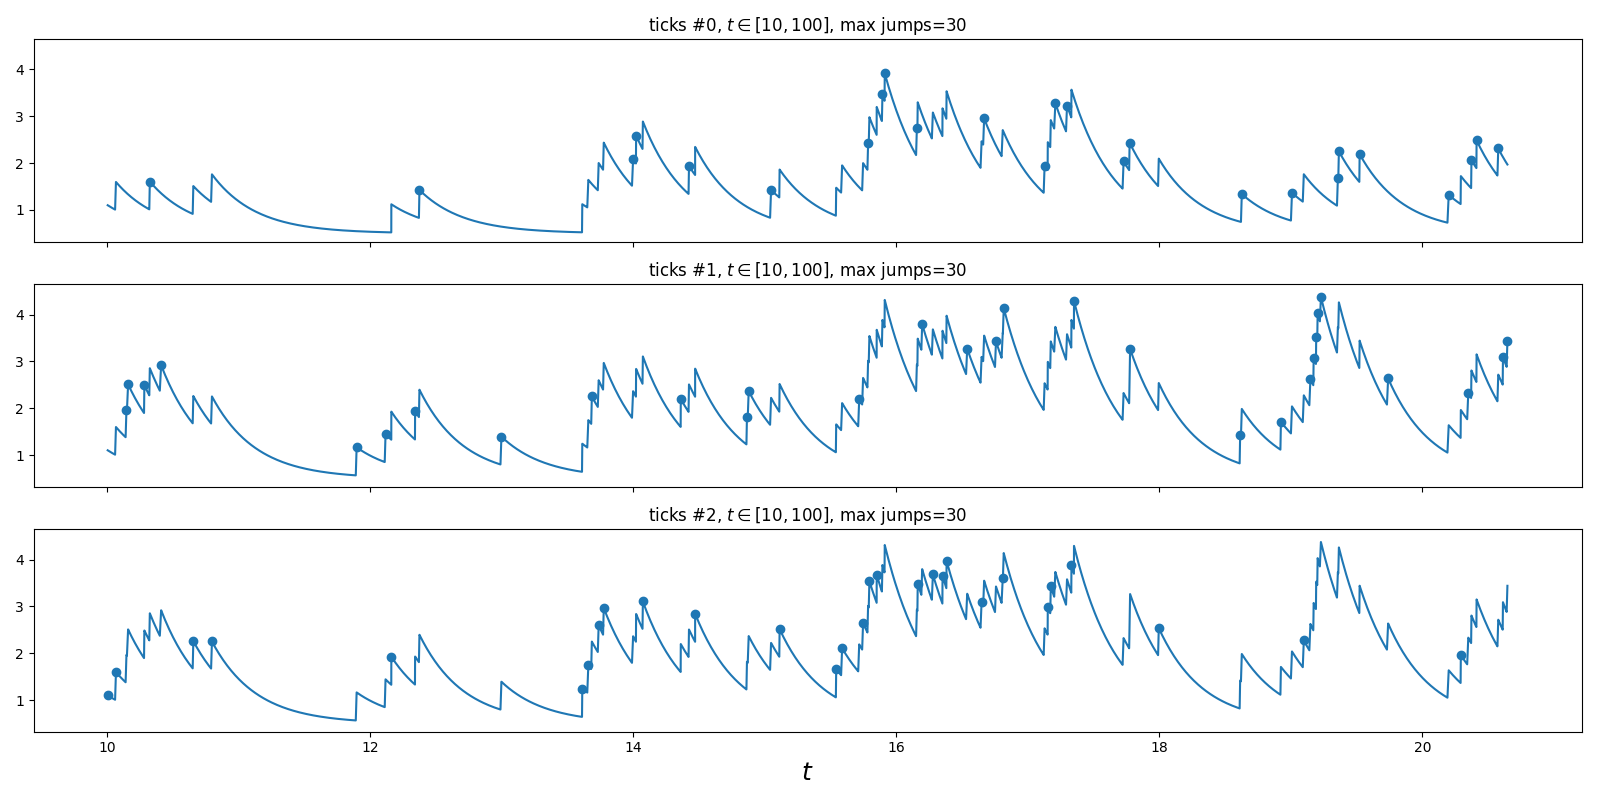 ticks #0, t ∈ [10, 100], max jumps=30
4
3
2
1
ticks #1, t ∈ [10, 100], max jumps=30
4
3
2
1
ticks #2, t ∈ [10, 100], max jumps=30
4
3
2
1
10 12 14 16 18 20
t